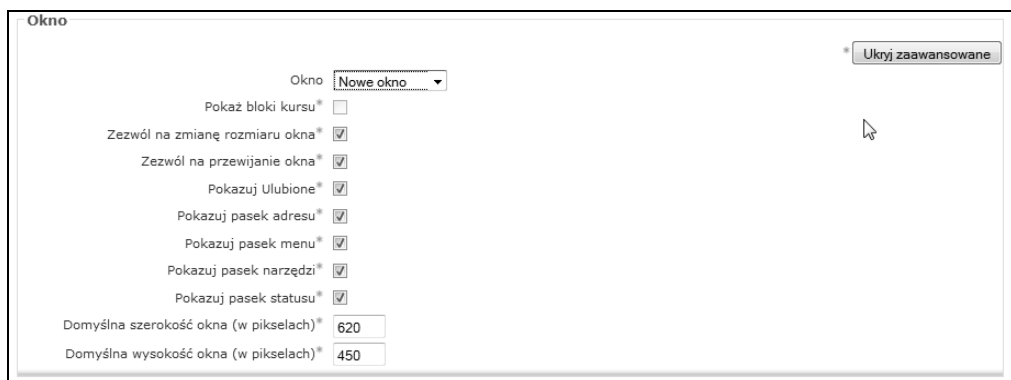 Okno
* Ukryj zaawansowane
Okno Nowe okno
Pokaż bloki kursu*
Zezwól na zmianę rozmiaru okna*
Zezwól na przewijanie okna*
Pokazuj Ulubione*
Pokazuj pasek adresu*
Pokazuj pasek menu*
Pokazuj pasek narzędzi*
Pokazuj pasek statusu*
Domyślna szerokość okna (w pikselach)* 620
Domyślna wysokość okna (w pikselach)* 450